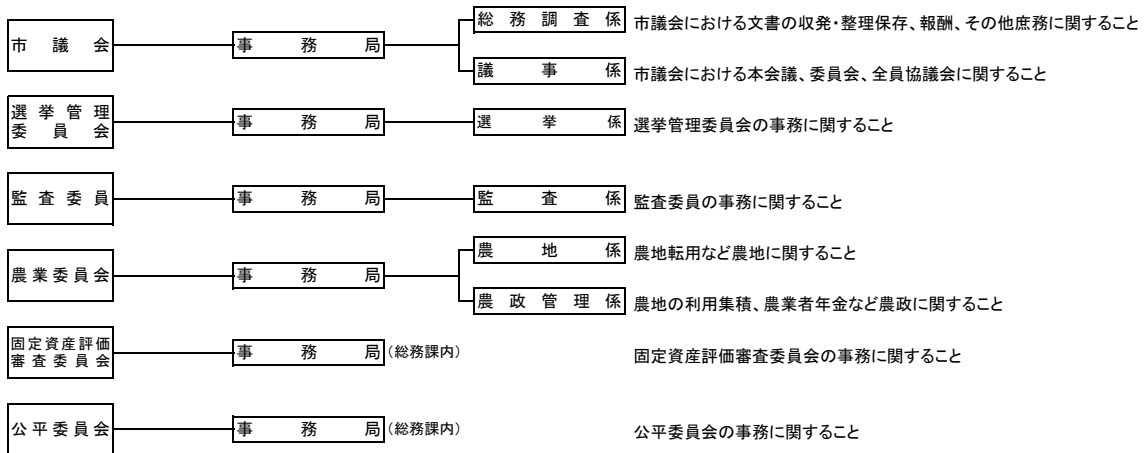 市議会 事務局 総務調査係 市議会における文書の収発・整理保存、報酬、その他庶務に関すること
議事係 市議会における本会議、委員会、全員協議会に関すること
選挙管理
委員会 事務局 選挙係 選挙管理委員会の事務に関すること
監査委員 事務局 監査係 監査委員の事務に関すること
農業委員会 事務局 農地係 農地転用など農地に関すること
農政管理係 農地の利用集積、農業者年金など農政に関すること
固定資産評価
審査委員会 事務局 (総務課内) 固定資産評価審査委員会の事務に関すること
公平委員会 事務局 (総務課内) 公平委員会の事務に関すること